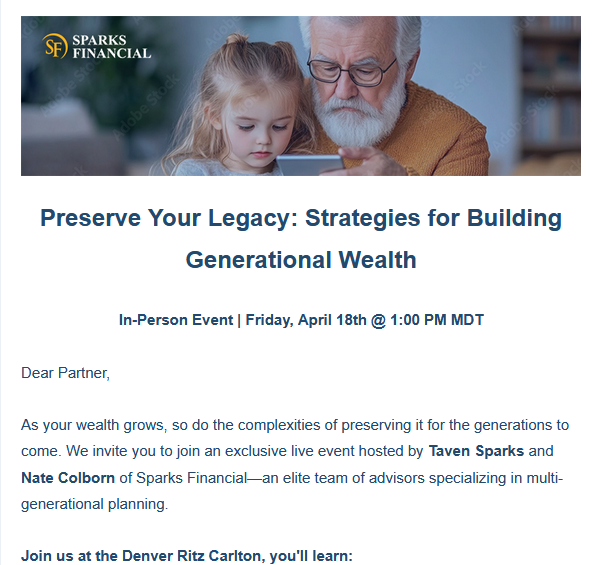 SF SPARKS
FINANCIAL
Adobe Stock
Preserve Your Legacy: Strategies for Building
Generational Wealth
In-Person Event | Friday, April 18th @ 1:00 PM MDT
Dear Partner,
As your wealth grows, so do the complexities of preserving it for the generations to
come. We invite you to join an exclusive live event hosted by Taven Sparks and
Nate Colborn of Sparks Financial—an elite team of advisors specializing in multi-
generational planning.
Join us at the Denver Ritz Carlton, you'll learn: